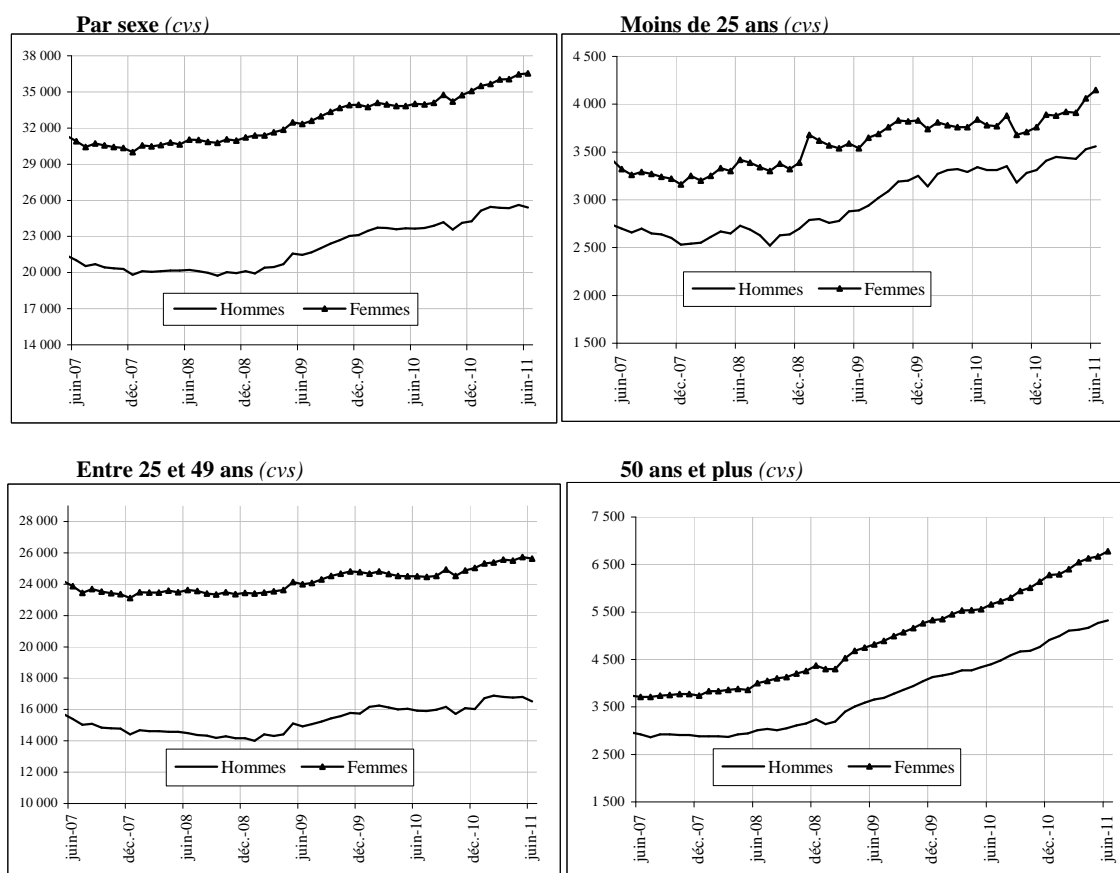 Par sexe (cvs)
38 000
34 000
30 000
26 000
22 000
18 000
14 000
Hommes
Femmes
juin-07
déc.-07
juin-08
déc.-08
juin-09
déc.-09
juin-10
déc.-10
juin-11
Moins de 25 ans (cvs)
4 500
4 000
3 500
3 000
2 500
2 000
1 500
Hommes
Femmes
juin-07
déc.-07
juin-08
déc.-08
juin-09
déc.-09
juin-10
déc.-10
juin-11
Entre 25 et 49 ans (cvs)
28 000
26 000
24 000
22 000
20 000
18 000
16 000
14 000
12 000
10 000
Hommes
Femmes
juin-07
déc.-07
juin-08
déc.-08
juin-09
déc.-09
juin-10
déc.-10
juin-11
50 ans et plus (cvs)
7 500
6 500
5 500
4 500
3 500
2 500
1 500
Hommes
Femmes
juin-07
déc.-07
juin-08
déc.-08
juin-09
déc.-09
juin-10
déc.-10
juin-11